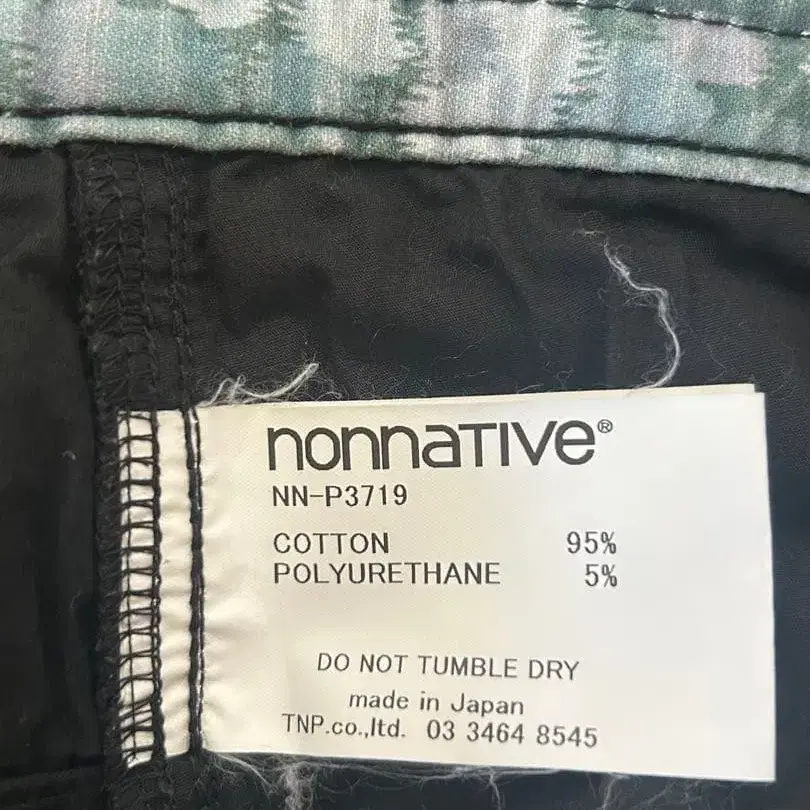 nonnaTIVe®
NN-P3719
COTTON 95%
POLYURETHANE 5%
DO NOT TUMBLE DRY
made in Japan
TNP.co.,ltd. 03 3464 8545